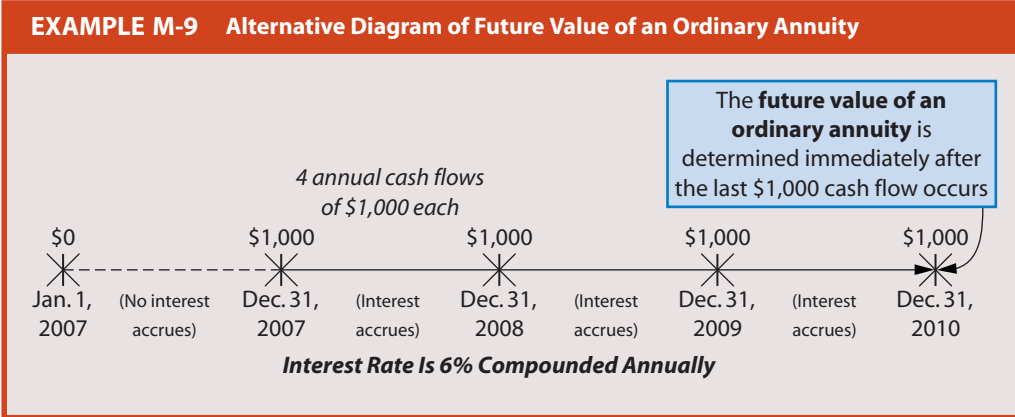 EXAMPLE M-9 Alternative Diagram of Future Value of an Ordinary Annuity
The future value of an
ordinary annuity is
determined immediately after
the last $1,000 cash flow occurs
4 annual cash flows
of $1,000 each
$0 $1,000 $1,000 $1,000 $1,000
Jan. 1, (No interest Dec. 31, (Interest Dec. 31, (Interest Dec. 31, (Interest Dec. 31,
2007 accrues) 2007 accrues) 2008 accrues) 2009 accrues) 2010
Interest Rate Is 6% Compounded Annually